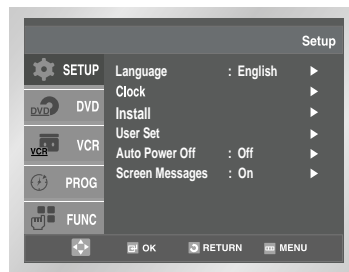 Setup
SETUP
DVD
DVD
VCR
VCR
PROG
FUNC
Language : English ►
Clock ►
Install ►
User Set ►
Auto Power Off : Off ►
Screen Messages : On ►
OK RETURN MENU